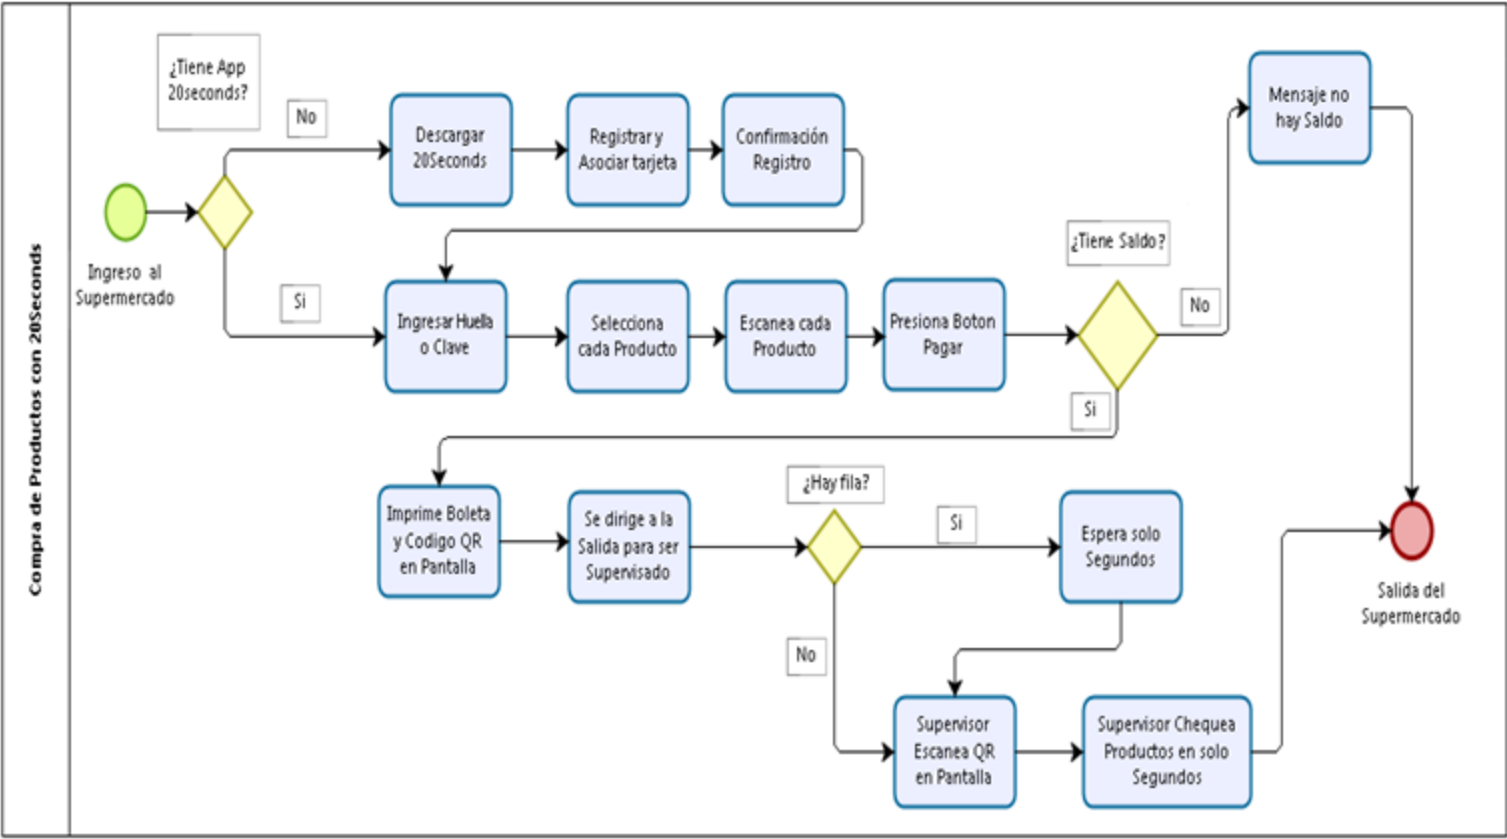 Compra de Productos con 20Seconds
¿Tiene App
20seconds?
No
Descargar
20Seconds
Registrar y
Asociar tarjeta
Confirmación
Registro
Mensaje no
hay Saldo
Ingreso al
Supermercado
Si
Ingresar Huella
o Clave
Selecciona
cada Producto
Escanea cada
Producto
Presiona Boton
Pagar
¿Tiene Saldo?
No
Si
Imprime Boleta
y Codigo QR
en Pantalla
Se dirige a la
Salida para ser
Supervisado
¿Hay fila?
Si
Espera solo
Segundos
Salida del
Supermercado
No
Supervisor
Escanea QR
en Pantalla
Supervisor Chequea
Productos en solo
Segundos